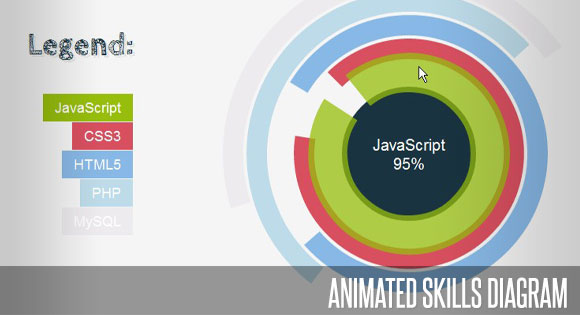 Legend:
JavaScript
CSS3
HTML5
PHP
MySQL
JavaScript
95%
ANIMATED SKILLS DIAGRAM